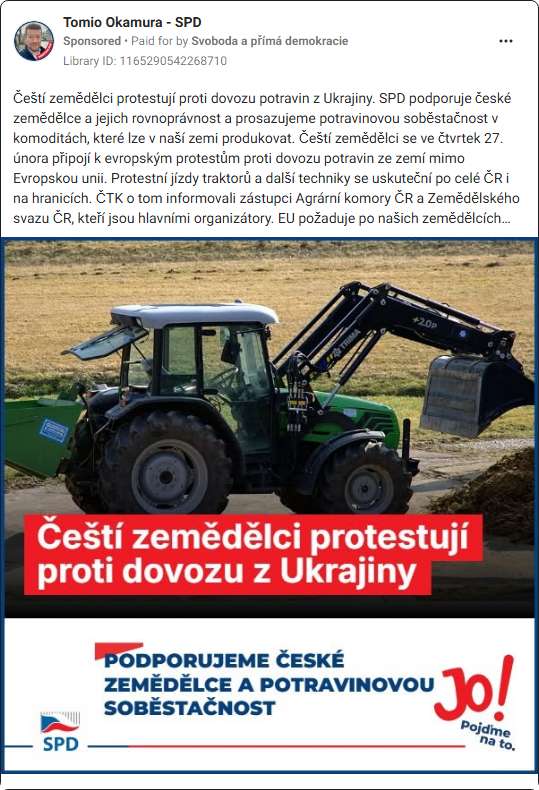 Tomio Okamura - SPD
Sponsored • Paid for by Svoboda a přímá demokracie
Library ID: 1165290542268710
Čeští zemědělci protestují proti dovozu potravin z Ukrajiny. SPD podporuje české
zemědělce a jejich rovnoprávnost a prosazujeme potravinovou soběstačnost v
komoditách, které lze v naší zemi produkovat. Čeští zemědělci se ve čtvrtek 27.
února připojí k evropským protestům proti dovozu potravin ze zemí mimo
Evropskou unii. Protestní jízdy traktorů a další techniky se uskuteční po celé ČR i
na hranicích. ČTK o tom informovali zástupci Agrární komory ČR a Zemědělského
svazu ČR, kteří jsou hlavními organizátory. EU požaduje po našich zemědělcích...
+2.0P
TRIMA
Čeští zemědělci protestují
proti dovozu z Ukrajiny
PODPORUJEME ČESKÉ
ZEMĚDĚLCE A POTRAVINOVOU
SOBĚSTAČNOST
Jo!
Pojďme
na to.
SPD